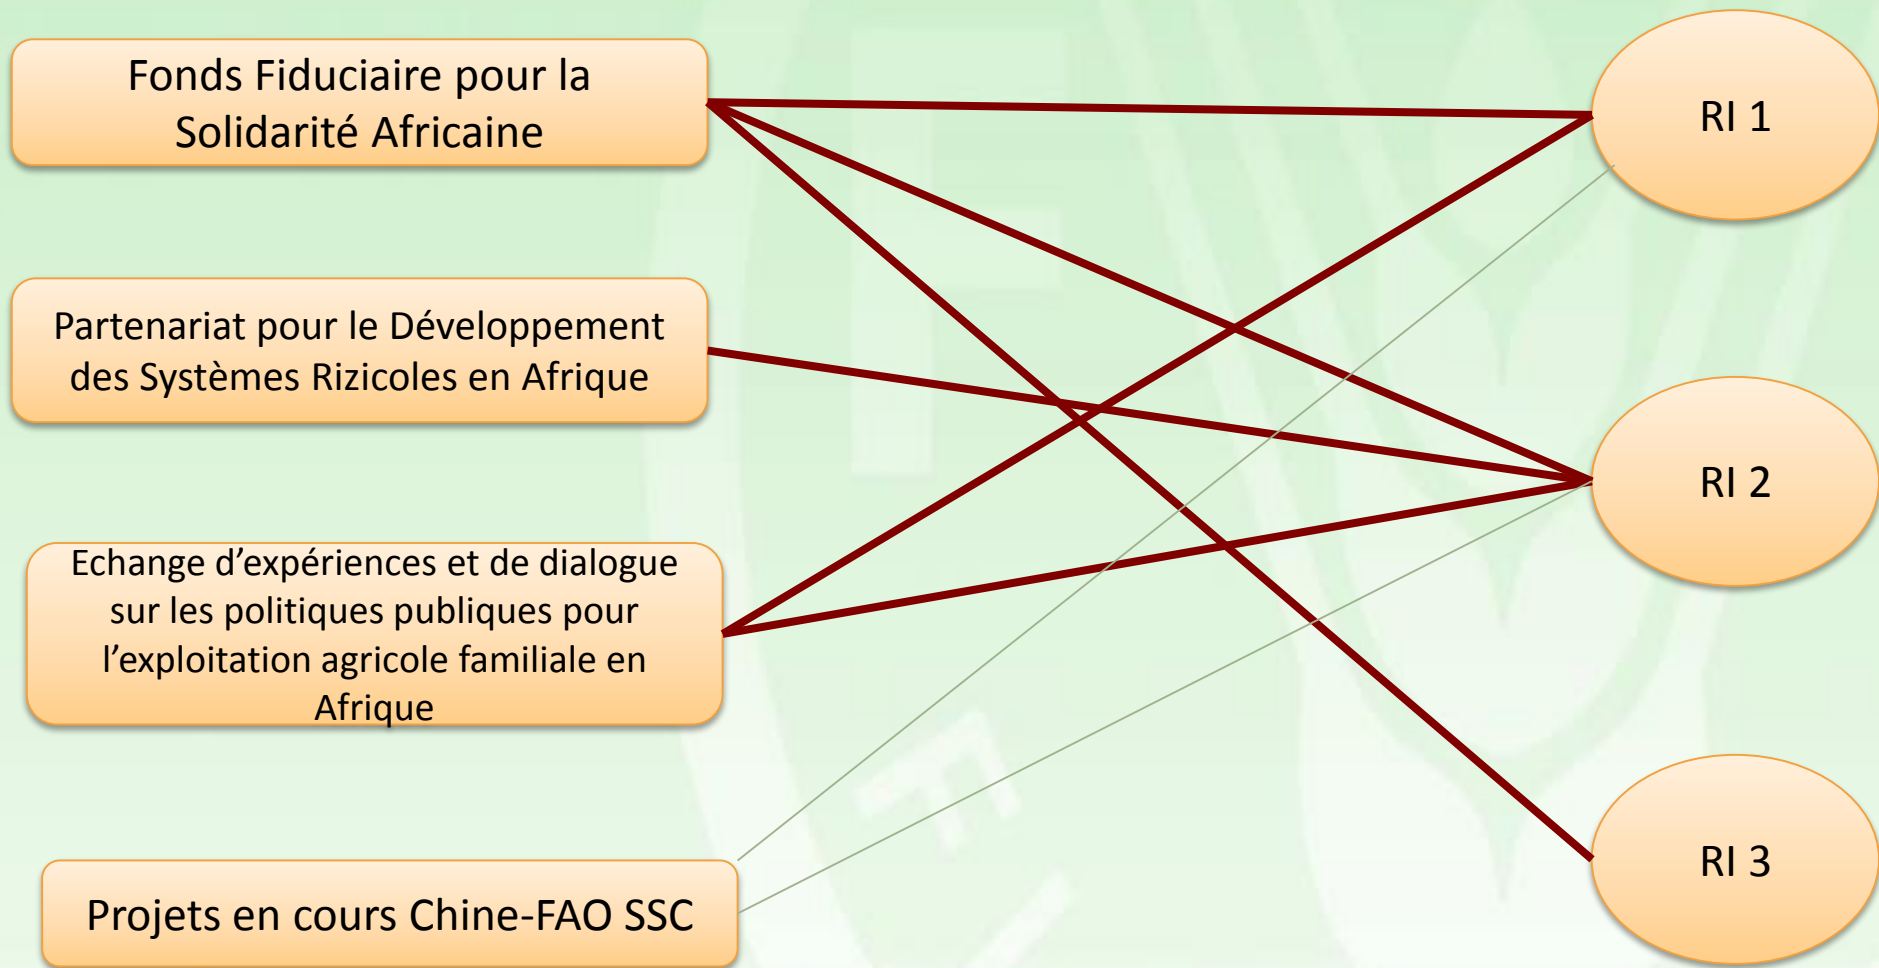 Fonds Fiduciaire pour la
Solidarité Africaine
RI 1
Partenariat pour le Développement
des Systèmes Rizicoles en Afrique
RI 2
Echange d’expériences et de dialogue
sur les politiques publiques pour
l’exploitation agricole familiale en
Afrique
RI 3
Projets en cours Chine-FAO SSC